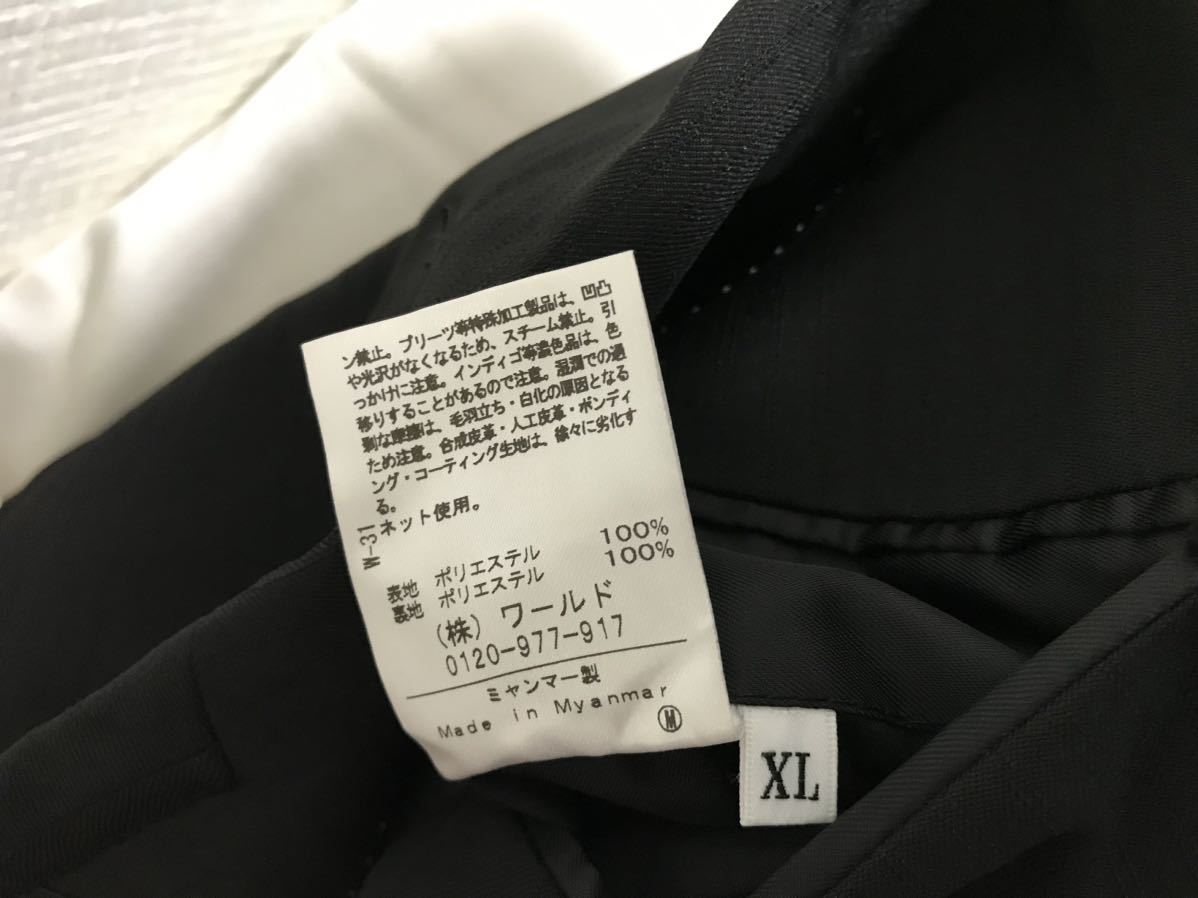 ン禁止。プリーツ等特殊加工製品は、凹凸
や光沢がなくなるため、スチーム禁止。引
っかけに注意。インディゴ等濃色品は、色
移りすることがあるので注意。湿潤での過
剰な摩擦は、毛羽立ち・白化の原因となる
ため注意。合成皮革・人工皮革・ボンディ
ング・コーティング生地は、徐々に劣化す
る。
W-31 ネット使用。
表地 ポリエステル 100%
裏地 ポリエステル 100%
(株) ワールド
0120-977-917
ミャンマー製
Made in Myanmar
M
XL